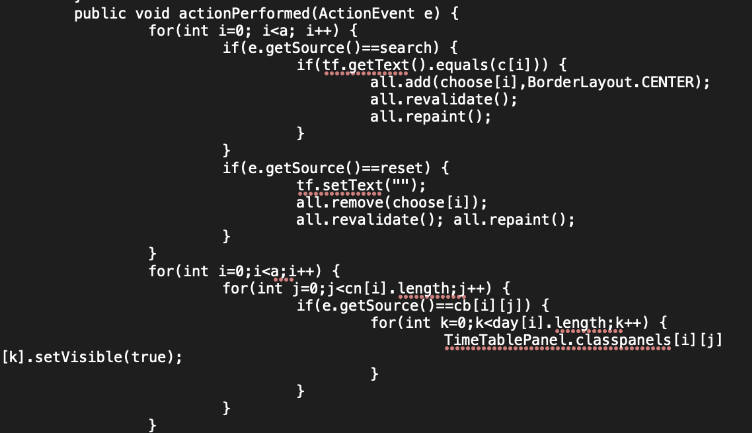 public void actionPerformed(ActionEvent e) {
for(int i=0; i<a; i++) {
if(e.getSource()==search) {
if(tf.getText().equals(c[i])) {
all.add(choose[i],BorderLayout.CENTER);
all.revalidate();
all.repaint();
}
}
if(e.getSource()==reset) {
tf.setText("");
all.remove(choose[i]);
all.revalidate(); all.repaint();
}
}
for(int i=0;i<a;i++) {
for(int j=0;j<cn[i].length;j++) {
if(e.getSource()==cb[i][j]) {
for(int k=0;k<day[i].length;k++) {
TimeTablePanel.classpanels[i][j]
[k].setVisible(true);
}
}
}
}